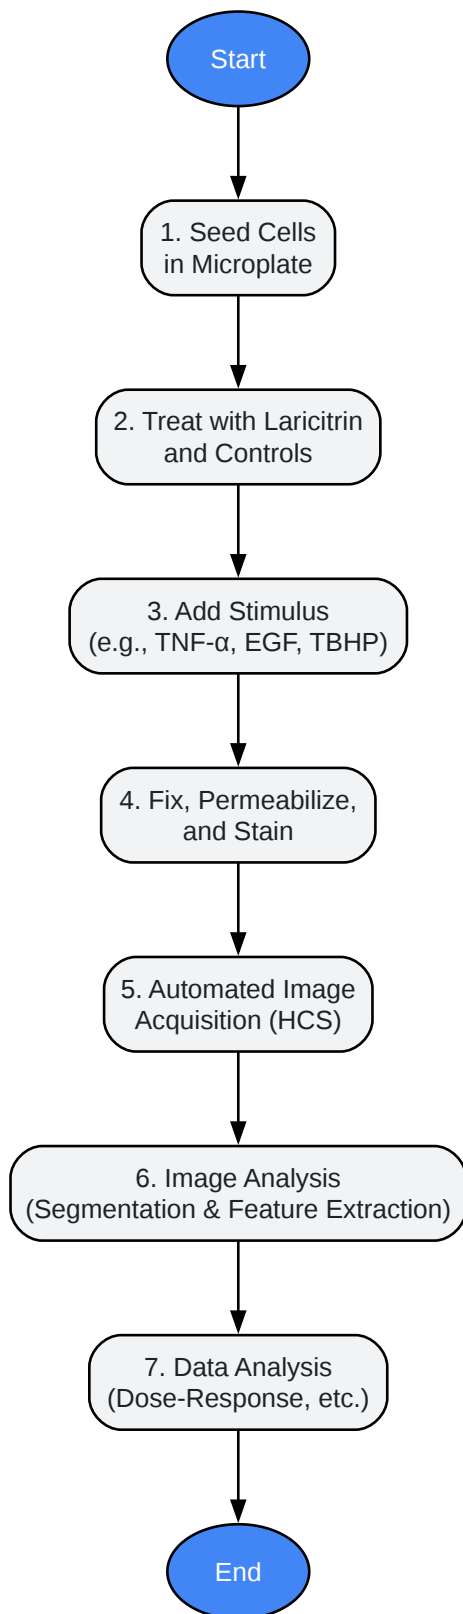 Start
1. Seed Cells
in Microplate
2. Treat with Laricitrin
and Controls
3. Add Stimulus
(e.g., TNF-α, EGF, TBHP)
4. Fix, Permeabilize,
and Stain
5. Automated Image
Acquisition (HCS)
6. Image Analysis
(Segmentation & Feature Extraction)
7. Data Analysis
(Dose-Response, etc.)
End